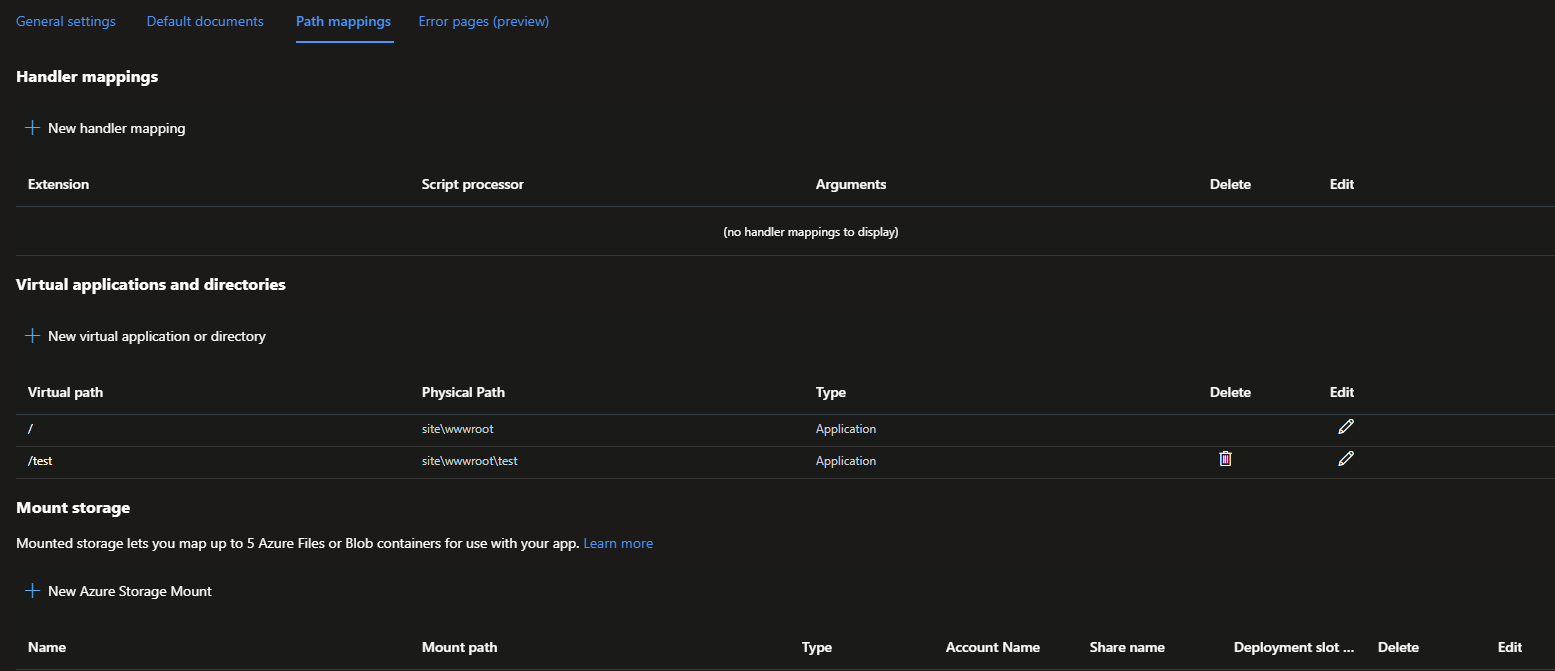 General settings Default documents Path mappings Error pages (preview)
Handler mappings
New handler mapping
Extension Script processor Arguments Delete Edit
(no handler mappings to display)
Virtual applications and directories
New virtual application or directory
Virtual path Physical Path Type Delete Edit
/ site\wwwroot Application
/test site\wwwroot\test Application
Mount storage
Mounted storage lets you map up to 5 Azure Files or Blob containers for use with your app. Learn more
New Azure Storage Mount
Name Mount path Type Account Name Share name Deployment slot ... Delete Edit